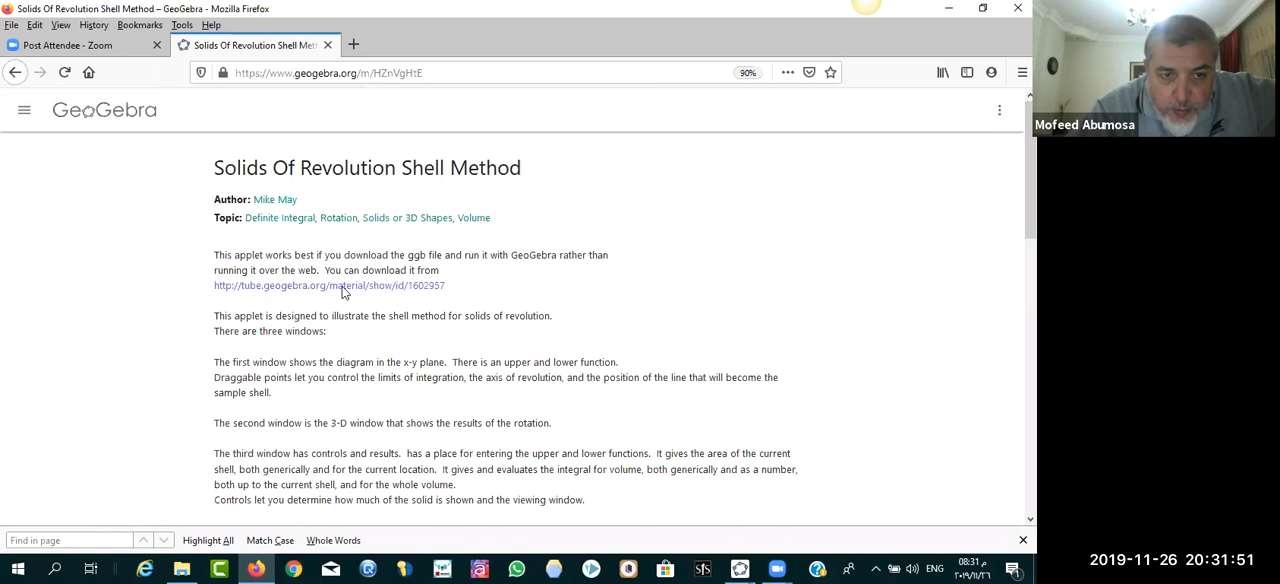 Solids Of Revolution Shell Method – GeoGebra - Mozilla Firefox
File Edit View History Bookmarks Tools Help
Post Attendee - Zoom
Solids Of Revolution Shell Met
https://www.geogebra.org/m/HZnVgHtE
90%
GeoGebra
Mofeed Abumosa
Solids Of Revolution Shell Method
Author: Mike May
Topic: Definite Integral, Rotation, Solids or 3D Shapes, Volume
This applet works best if you download the ggb file and run it with GeoGebra rather than
running it over the web. You can download it from
http://tube.geogebra.org/material/show/id/1602957
This applet is designed to illustrate the shell method for solids of revolution.
There are three windows:
The first window shows the diagram in the x-y plane. There is an upper and lower function.
Draggable points let you control the limits of integration, the axis of revolution, and the position of the line that will become the
sample shell.
The second window is the 3-D window that shows the results of the rotation.
The third window has controls and results. has a place for entering the upper and lower functions. It gives the area of the current
shell, both generically and for the current location. It gives and evaluates the integral for volume, both generically and as a number,
both up to the current shell, and for the whole volume.
Controls let you determine how much of the solid is shown and the viewing window.
Find in page
Highlight All Match Case Whole Words
ENG
08:31 م
٢٠١٩/١١/٢٦
2019-11-26 20:31:51